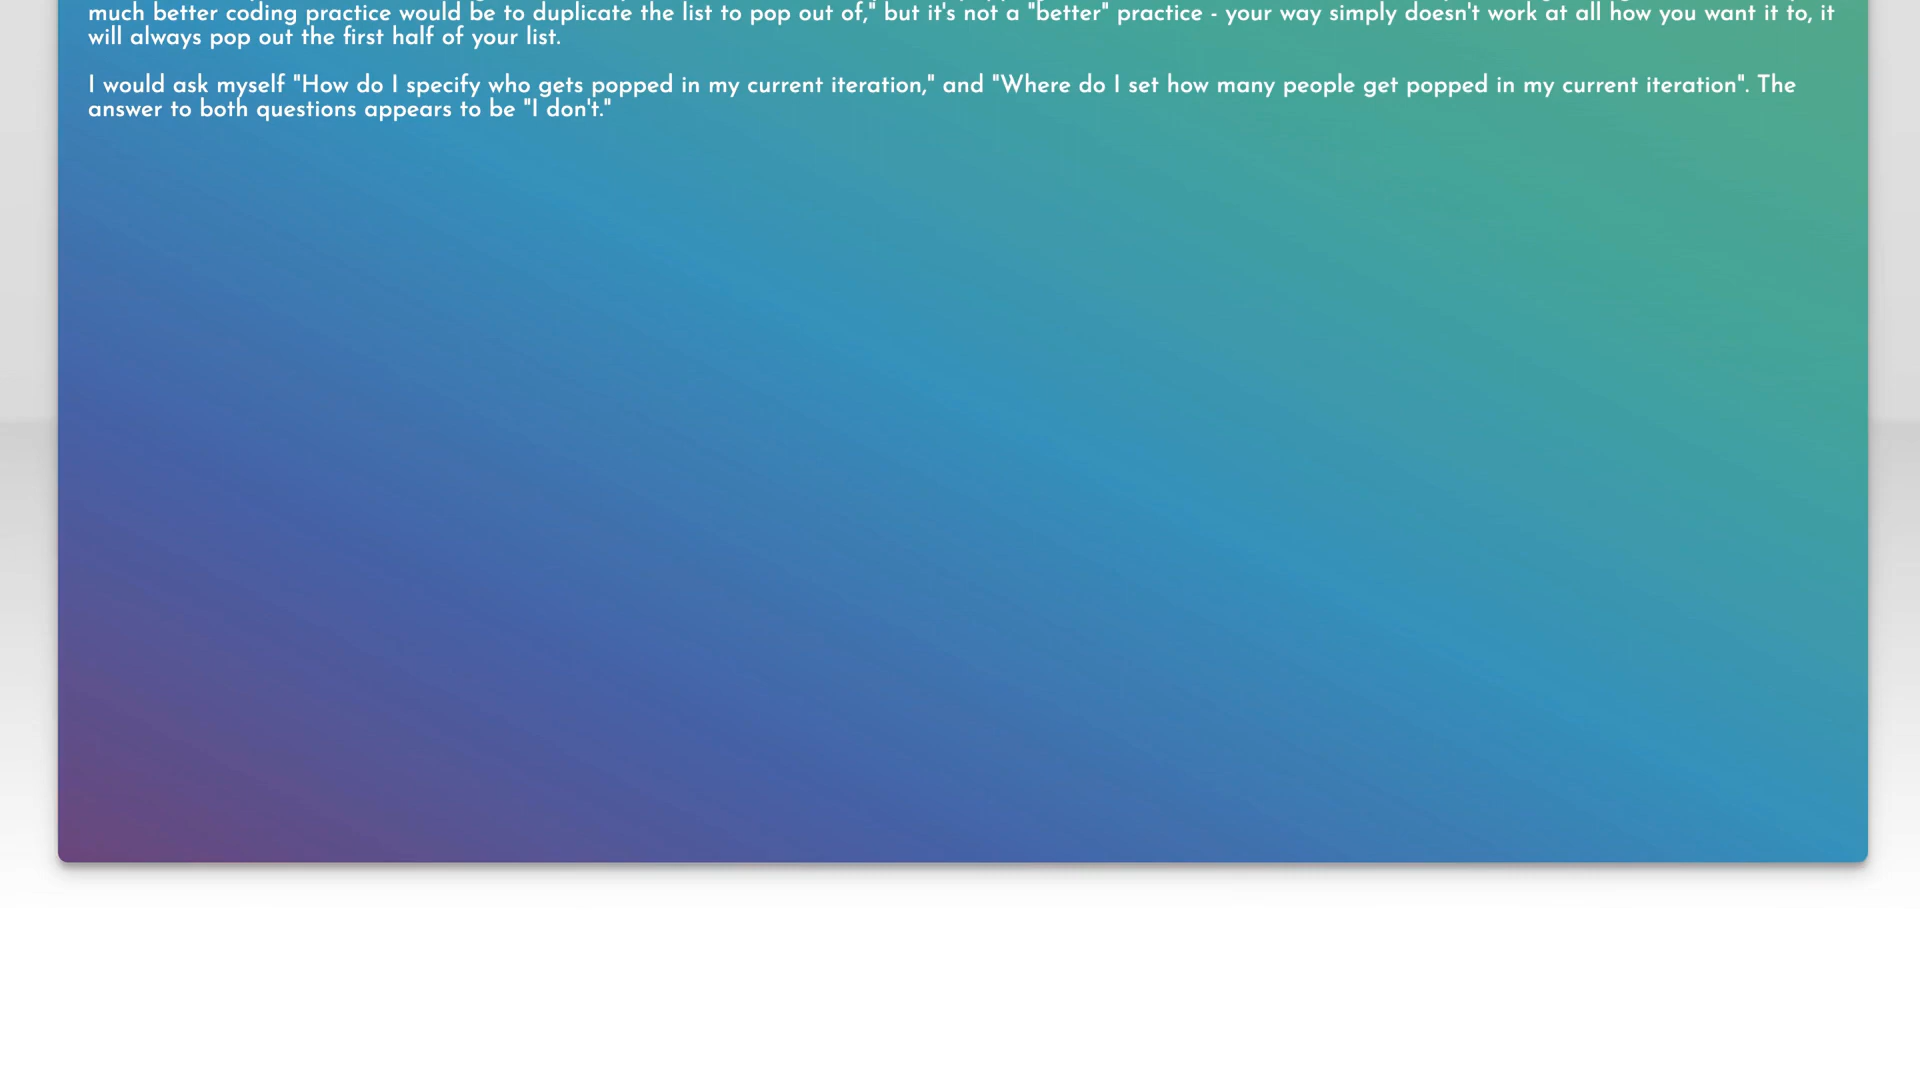 much better coding practice would be to duplicate the list to pop out of," but it's not a "better" practice - your way simply doesn't work at all how you want it to, it
will always pop out the first half of your list.
I would ask myself "How do I specify who gets popped in my current iteration," and "Where do I set how many people get popped in my current iteration". The
answer to both questions appears to be "I don't."